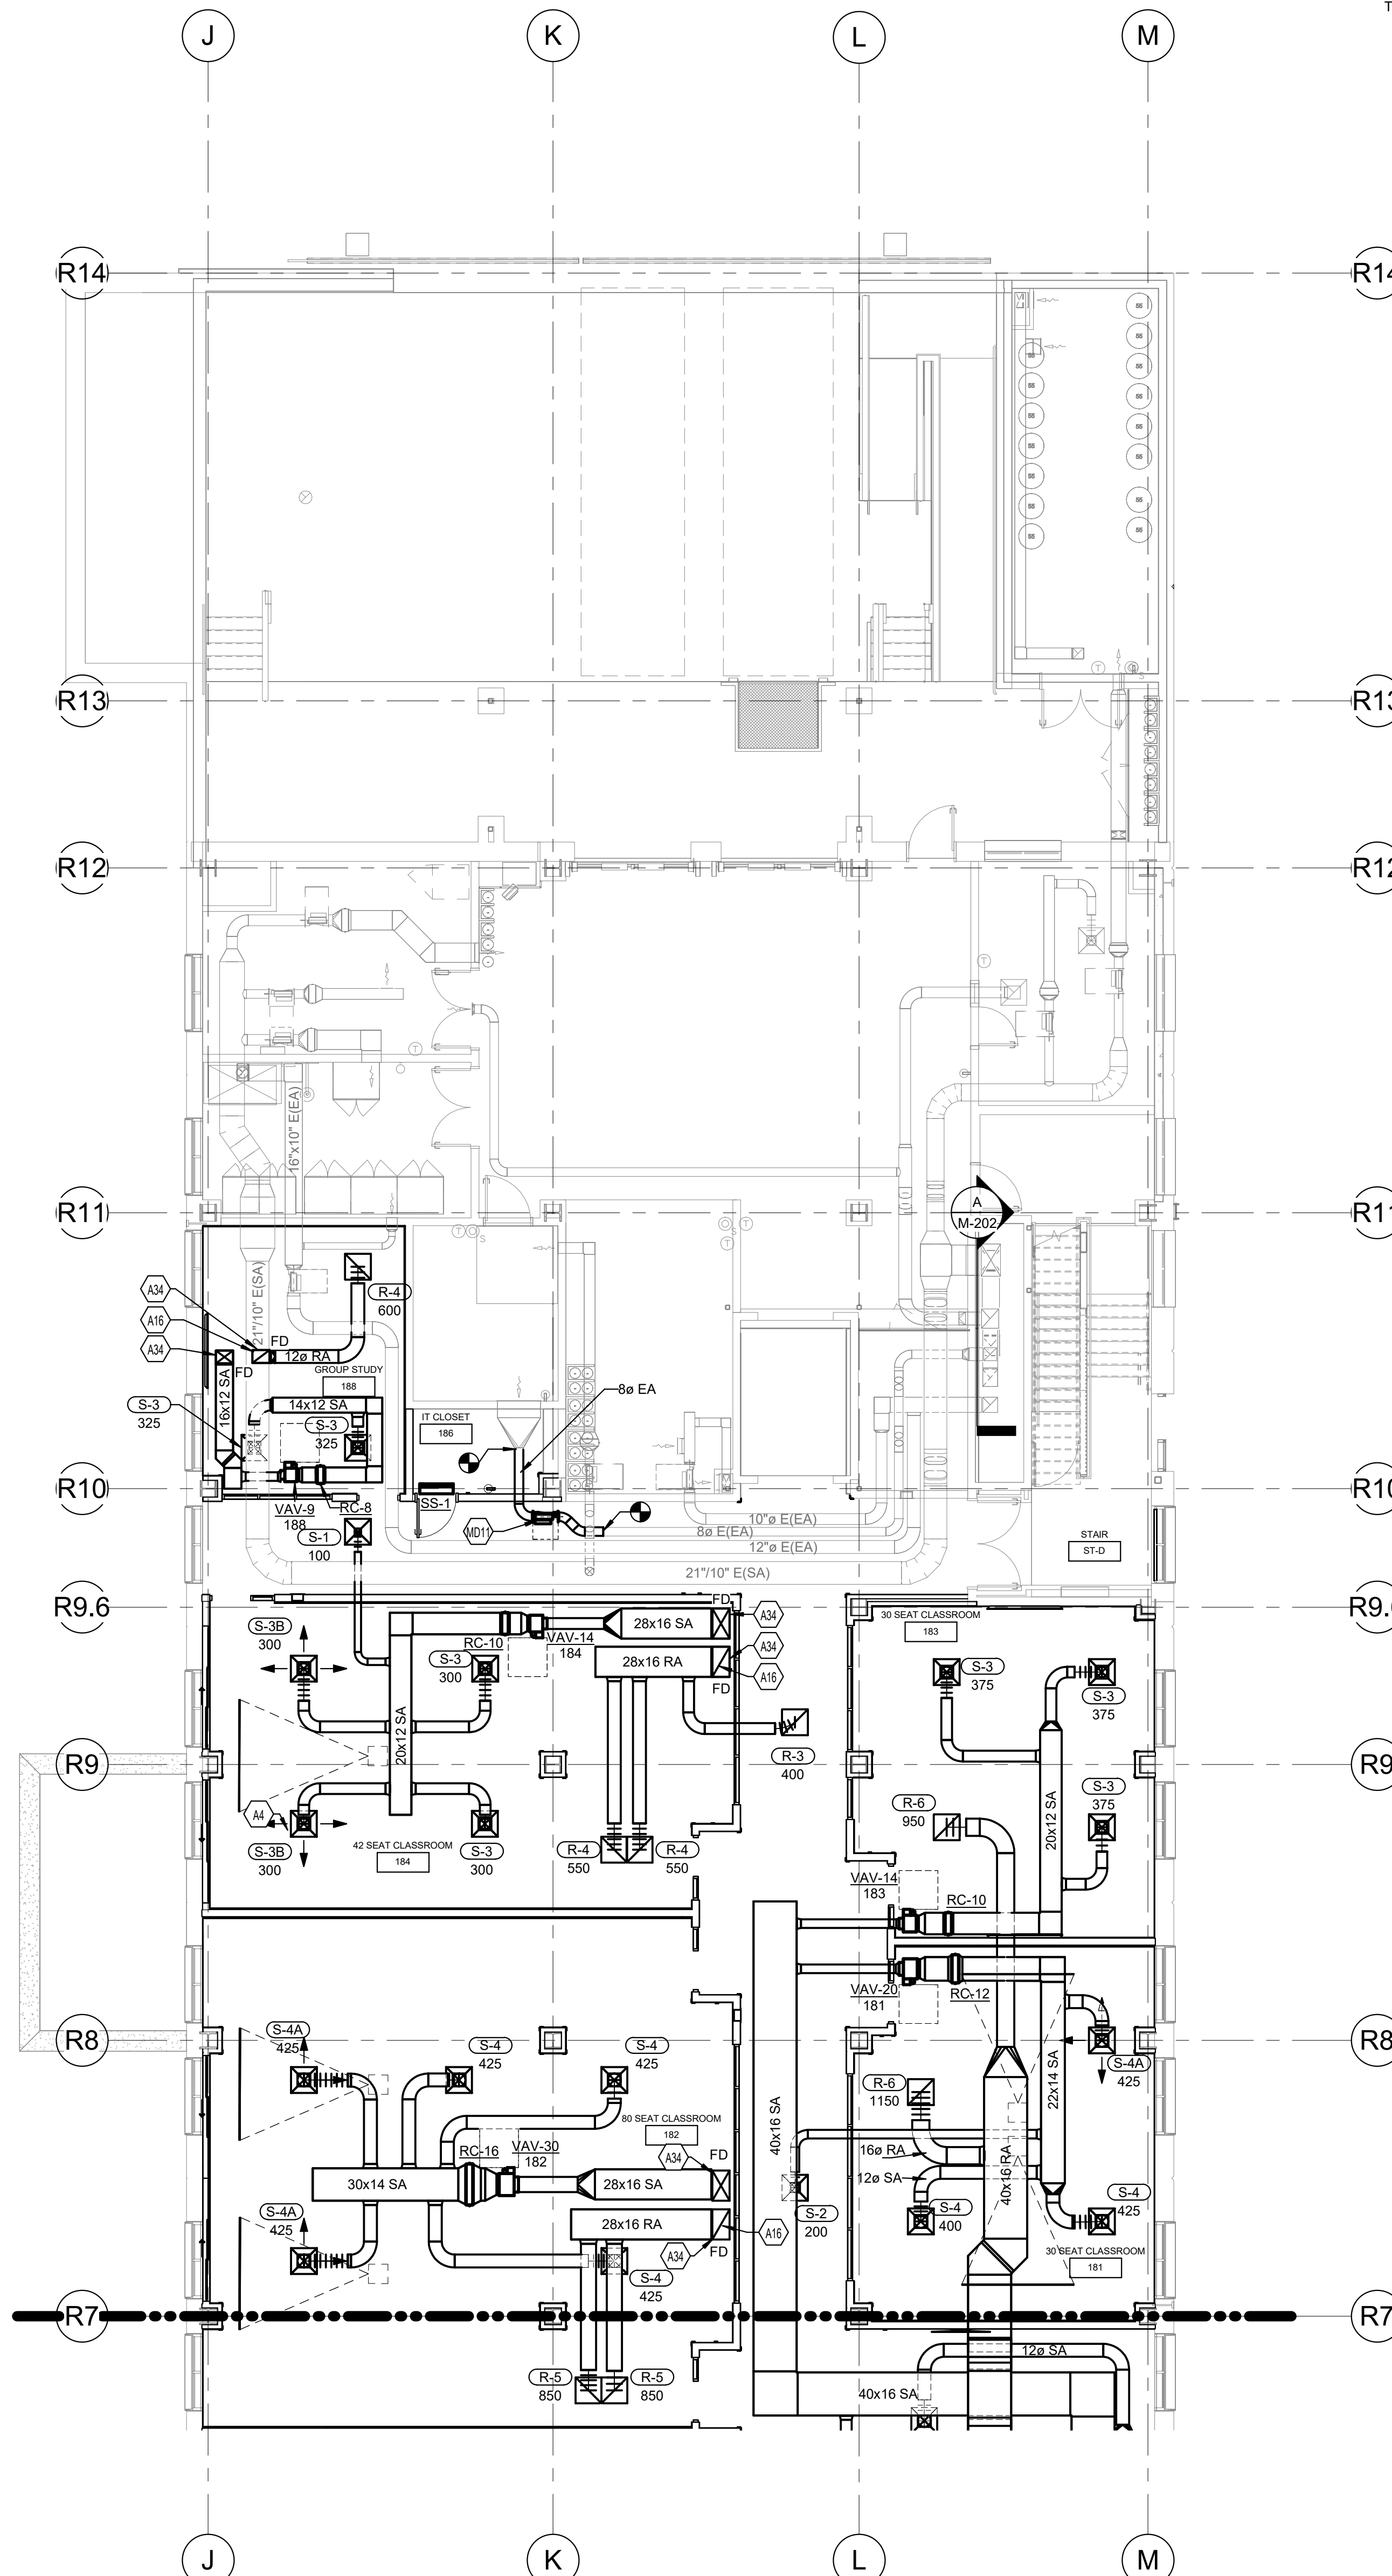 T
J
K
L
M
R14
R14
R13
R13
R12
R12
16"x10" E(EA)
R11
A
M-202
R11
21"/10" E(SA)
A34
R-4
600
A16
FD
A34
12ø RA
FD
GROUP STUDY
188
16x12 SA
14x12 SA
S-3
325
S-3
325
8ø EA
IT CLOSET
186
R10
R10
VAV-9
188
RC-8
SS-1
S-1
100
MD11
10"ø E(EA)
8ø E(EA)
12"ø E(EA)
21"/10" E(SA)
STAIR
ST-D
R9.6
R9.6
FD
A34
28x16 SA
S-3B
300
RC-10
VAV-14
184
S-3
300
28x16 RA
A34
A16
FD
20x12 SA
30 SEAT CLASSROOM
183
S-3
375
S-3
375
R9
R-3
400
R9
A4
S-3
375
20x12 SA
R-6
950
42 SEAT CLASSROOM
184
S-3B
300
S-3
300
R-4
550
R-4
550
VAV-14
183
RC-10
VAV-20
181
RC-12
R8
R8
S-4A
425
S-4
425
S-4
425
S-4A
425
22x14 SA
80 SEAT CLASSROOM
182
RC-16
VAV-30
182
A34
FD
30x14 SA
28x16 SA
40x16 SA
R-6
1150
16ø RA
12ø SA
40x16 RA
28x16 RA
A16
A34
FD
S-4A
425
S-4
425
S-2
200
S-4
400
S-4
425
30 SEAT CLASSROOM
181
R7
R7
12ø SA
R-5
850
R-5
850
40x16 SA
J
K
L
M